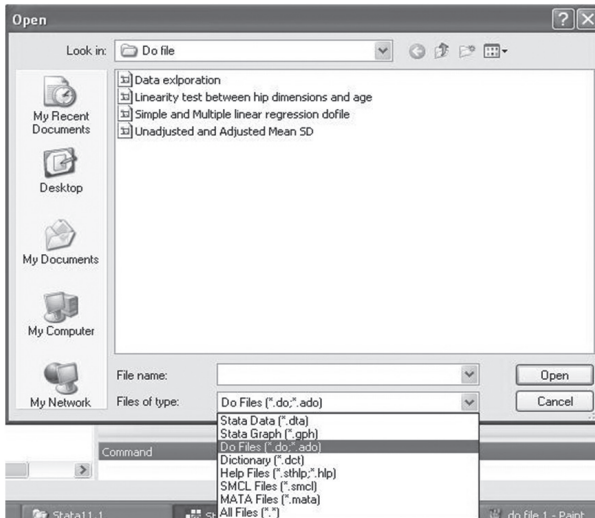 Open
Look in:
Do file
Data exlporation
Linearity test between hip dimensions and age
Simple and Multiple linear regression dofile
Unadjusted and Adjusted Mean SD
My Recent
Documents
Desktop
My Documents
My Computer
My Network
File name:
Open
Files of type:
Do Files (*.do;*.ado)
Cancel
Stata Data (*.dta)
Stata Graph (*.gph)
Do Files (*.do;*.ado)
Dictionary (*.dct)
Help Files (*.sthlp;*.hlp)
SMCL Files (*.smcl)
MATA Files (*.mata)
All Files (*.*)
Command
Stata11.1
do file 1 - Paint